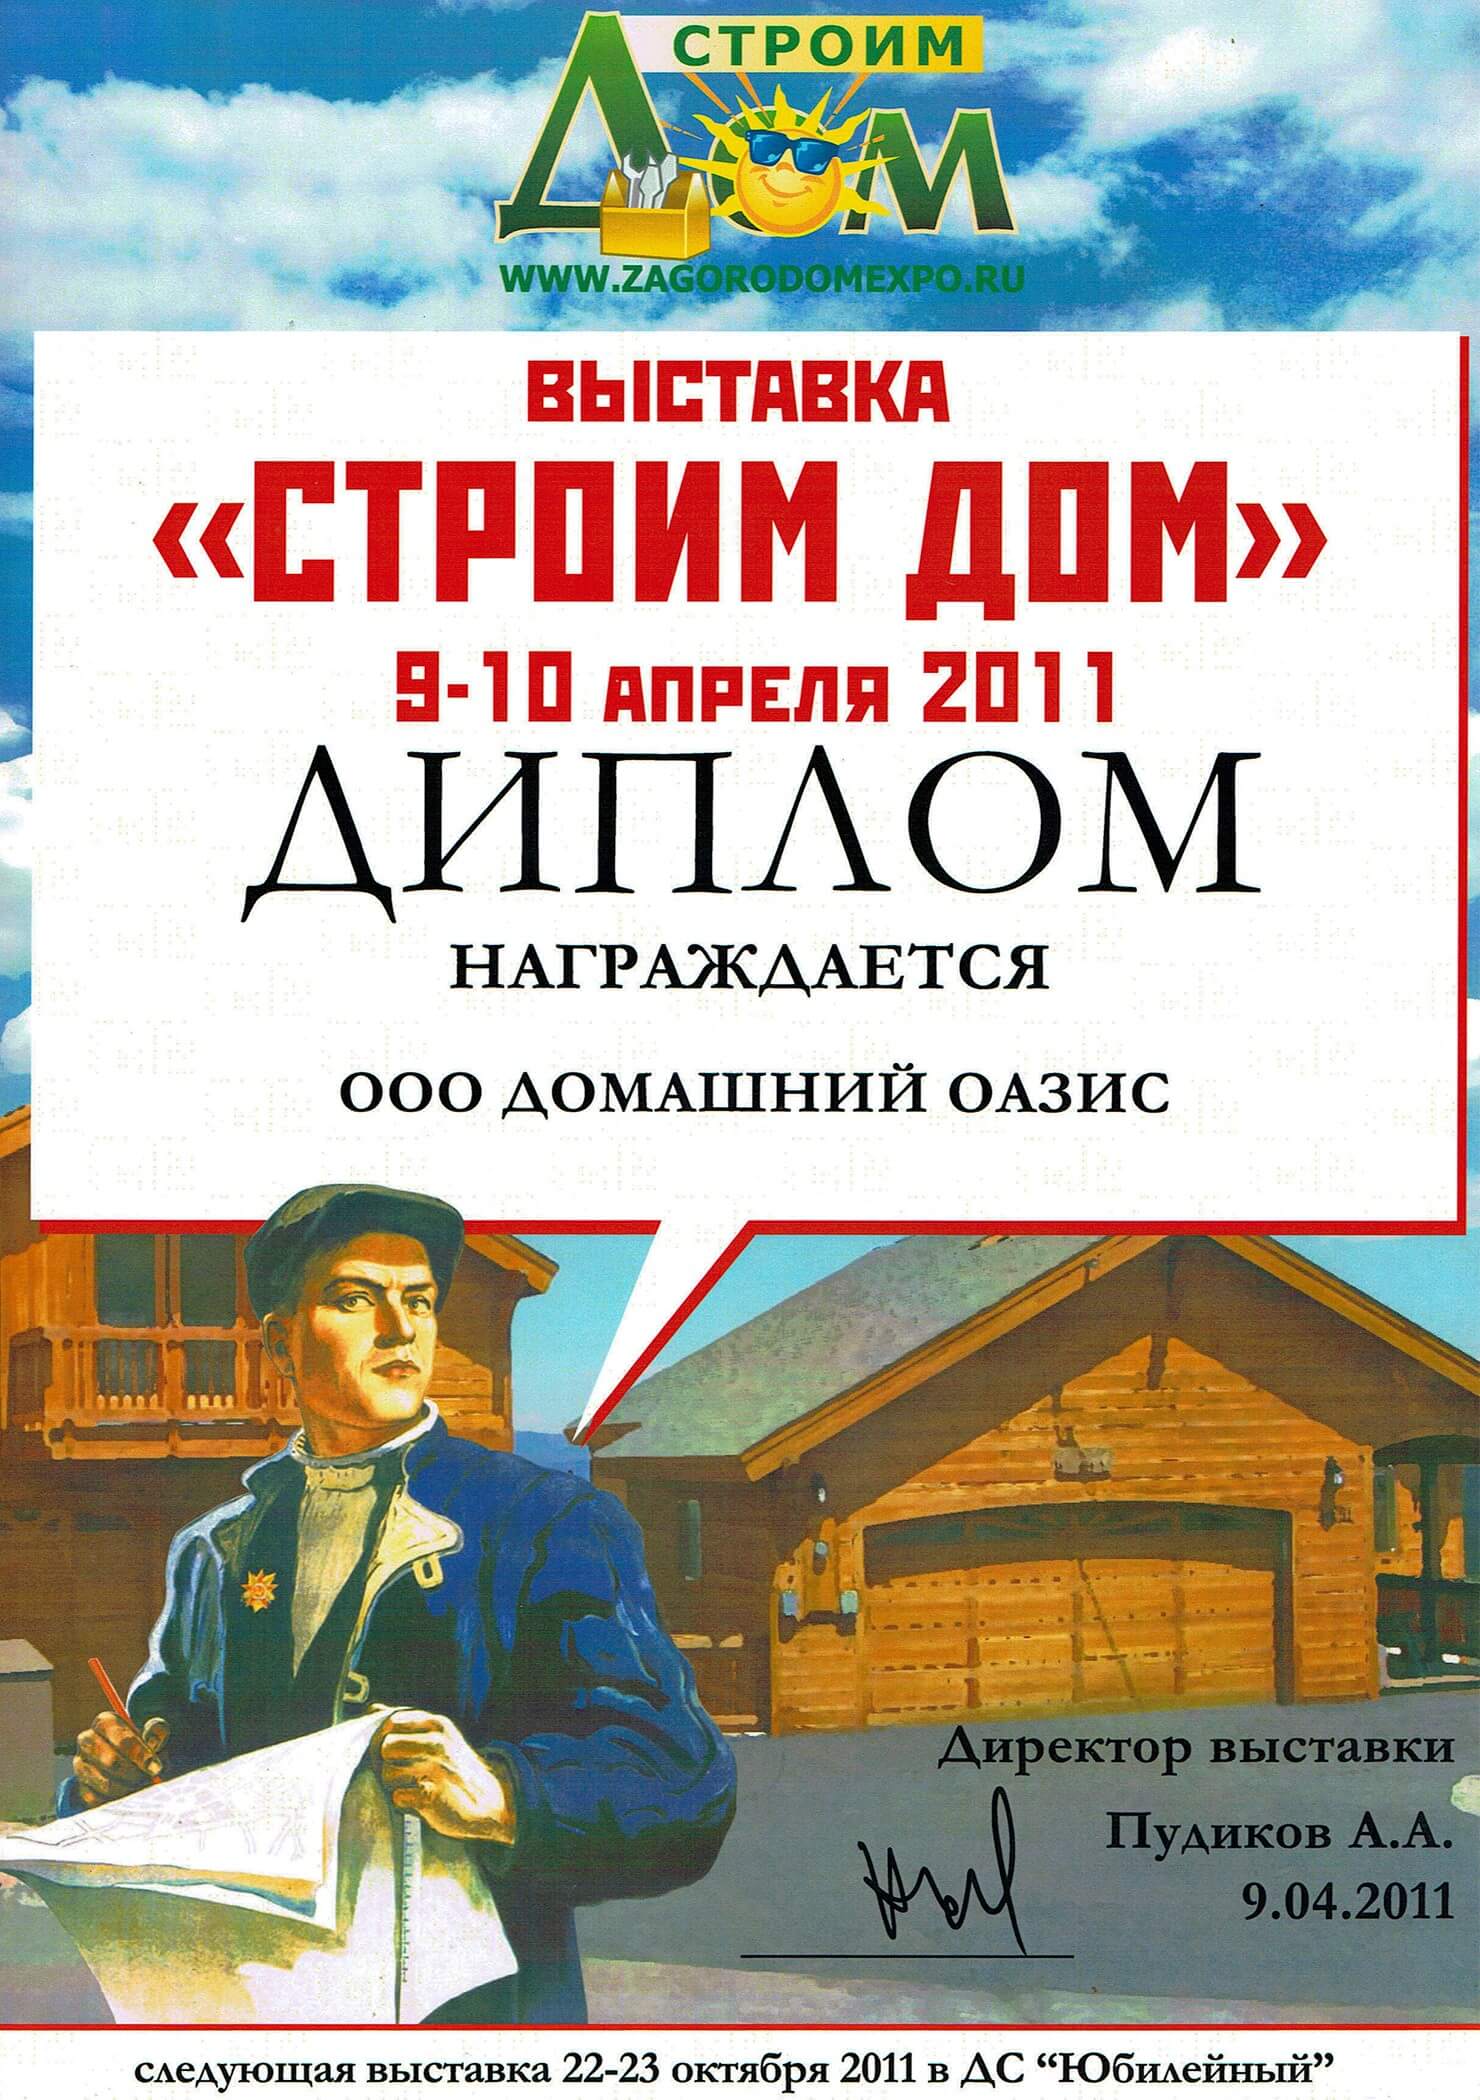 СТРОИМ
ДОМ
WWW.ZAGORODOMEXPO.RU
ВЫСТАВКА
«СТРОИМ ДОМ»
9-10 АПРЕЛЯ 2011
ДИПЛОМ
НАГРАЖДАЕТСЯ
ООО ДОМАШНИЙ ОАЗИС
Директор выставки
Пудиков А.А.
9.04.2011
следующая выставка 22-23 октября 2011 в ДС “Юбилейный”